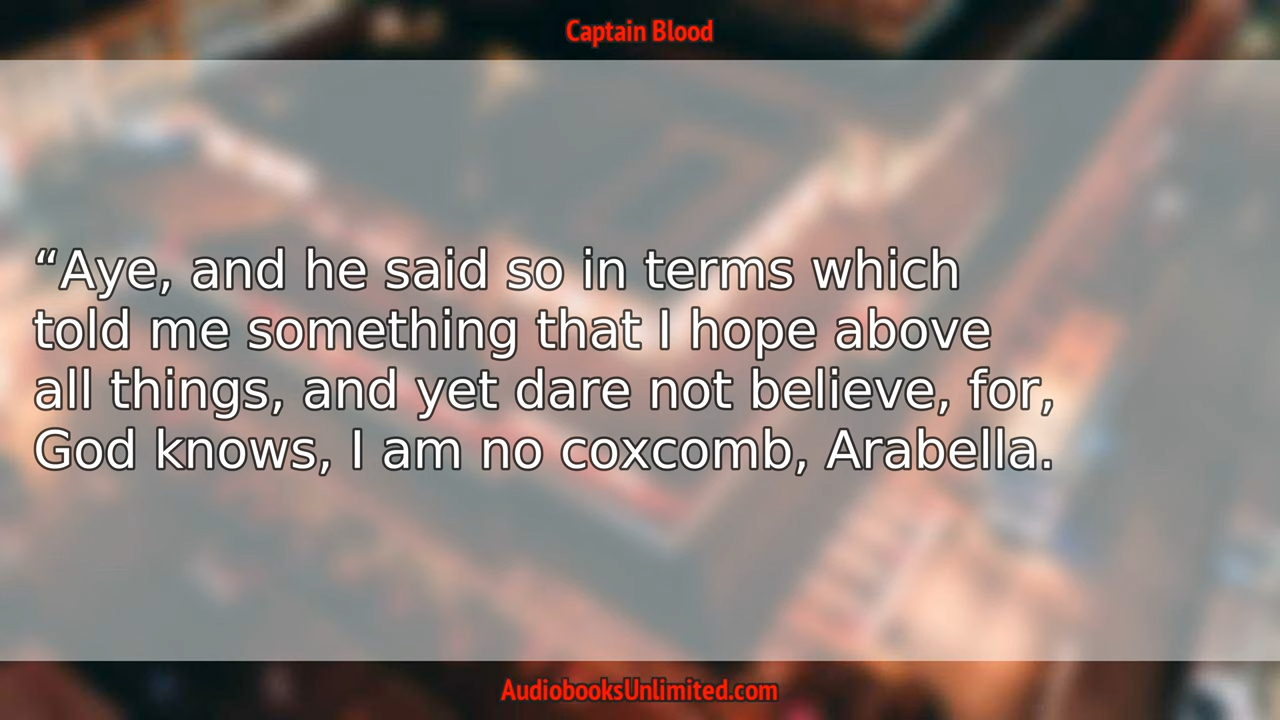 Captain Blood
“Aye, and he said so in terms which
told me something that I hope above
all things, and yet dare not believe, for,
God knows, I am no coxcomb, Arabella.
AudiobooksUnlimited.com